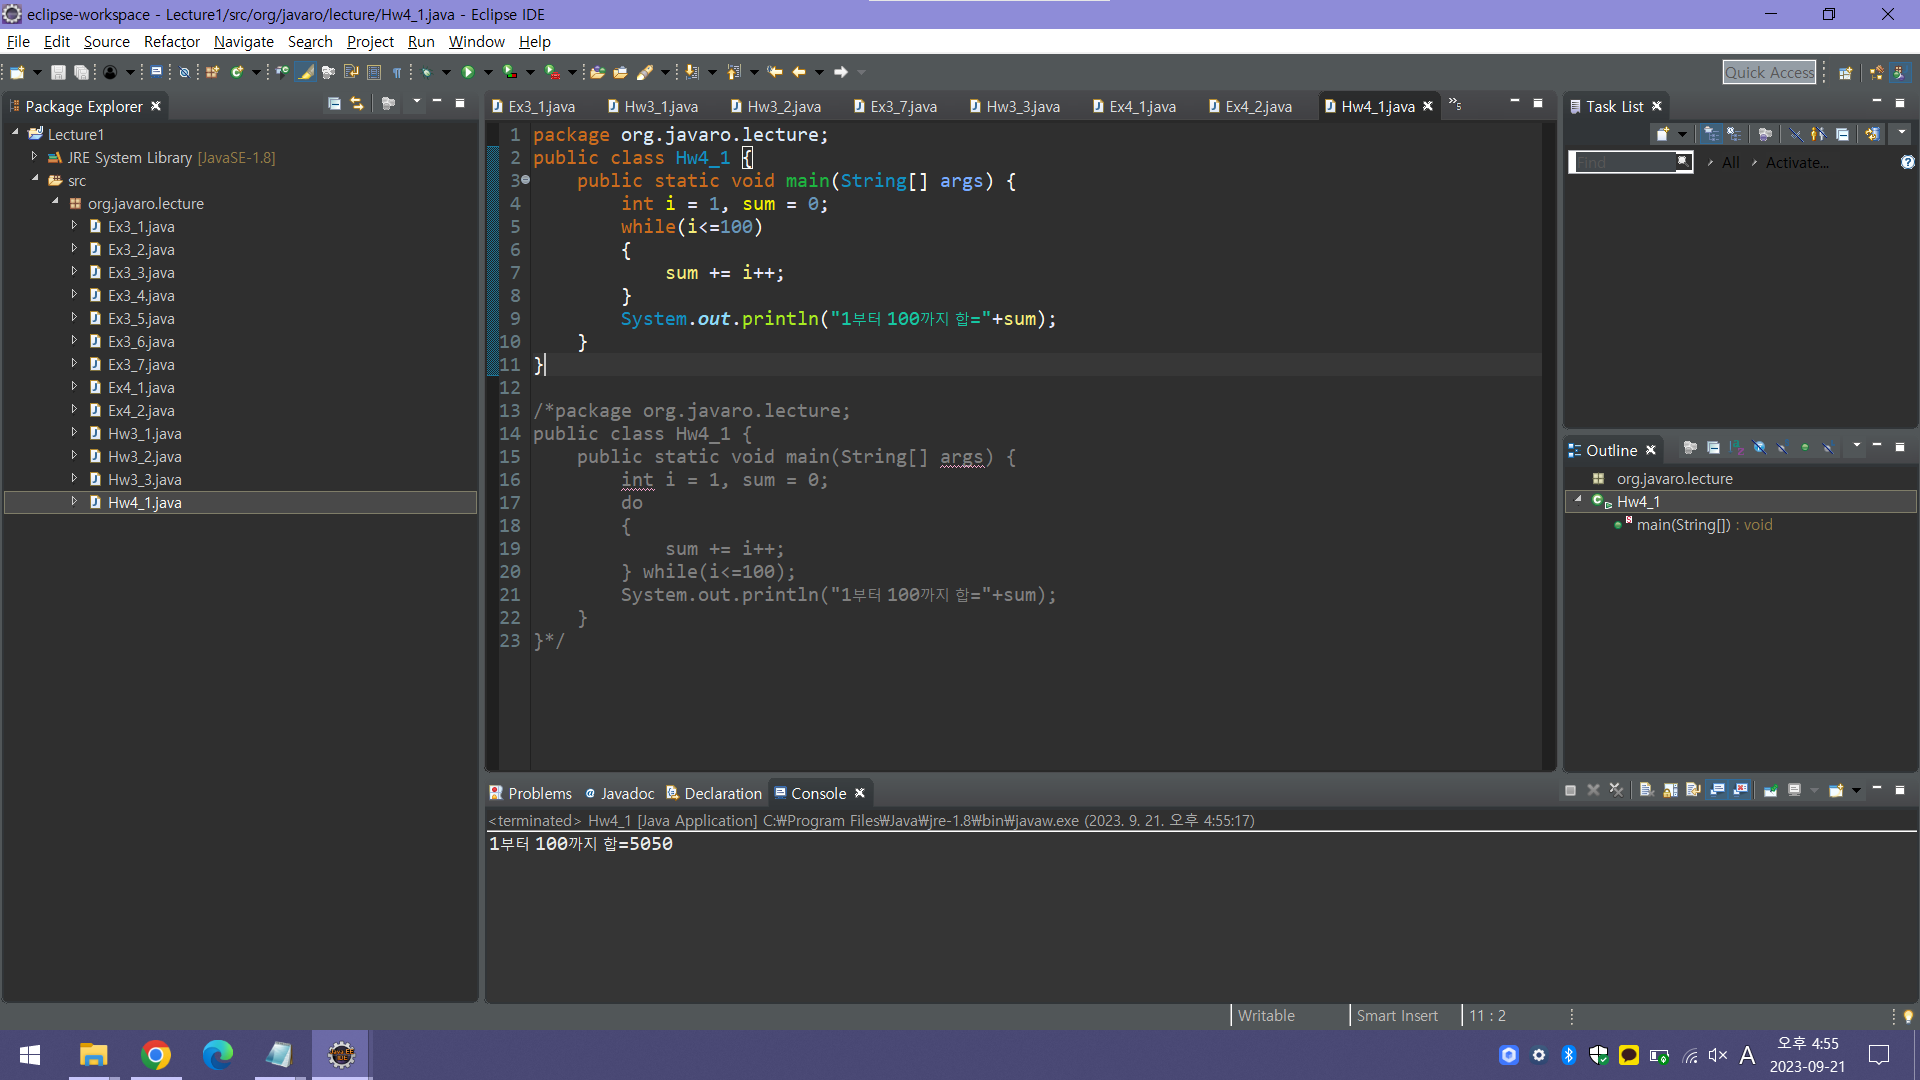 eclipse-workspace - Lecture1/src/org/javaro/lecture/Hw4_1.java - Eclipse IDE
File Edit Source Refactor Navigate Search Project Run Window Help
Quick Access
Package Explorer
Lecture1
JRE System Library [JavaSE-1.8]
src
org.javaro.lecture
Ex3_1.java
Ex3_2.java
Ex3_3.java
Ex3_4.java
Ex3_5.java
Ex3_6.java
Ex3_7.java
Ex4_1.java
Ex4_2.java
Hw3_1.java
Hw3_2.java
Hw3_3.java
Hw4_1.java
Ex3_1.java Hw3_1.java Hw3_2.java Ex3_7.java Hw3_3.java Ex4_1.java Ex4_2.java Hw4_1.java »5
1 package org.javaro.lecture;
2 public class Hw4_1 {
3 public static void main(String[] args) {
4 int i = 1, sum = 0;
5 while(i<=100)
6 {
7 sum += i++;
8 }
9 System.out.println("1부터 100까지 합="+sum);
10 }
11 }
12
13 /*package org.javaro.lecture;
14 public class Hw4_1 {
15 public static void main(String[] args) {
16 int i = 1, sum = 0;
17 do
18 {
19 sum += i++;
20 } while(i<=100);
21 System.out.println("1부터 100까지 합="+sum);
22 }
23 }*/
Task List
Find All Activate...
Outline
org.javaro.lecture
Hw4_1
main(String[]) : void
Problems Javadoc Declaration Console
<terminated> Hw4_1 [Java Application] C:₩Program Files₩Java₩jre-1.8₩bin₩javaw.exe (2023. 9. 21. 오후 4:55:17)
1부터 100까지 합=5050
Writable Smart Insert 11 : 2
A
오후 4:55
2023-09-21